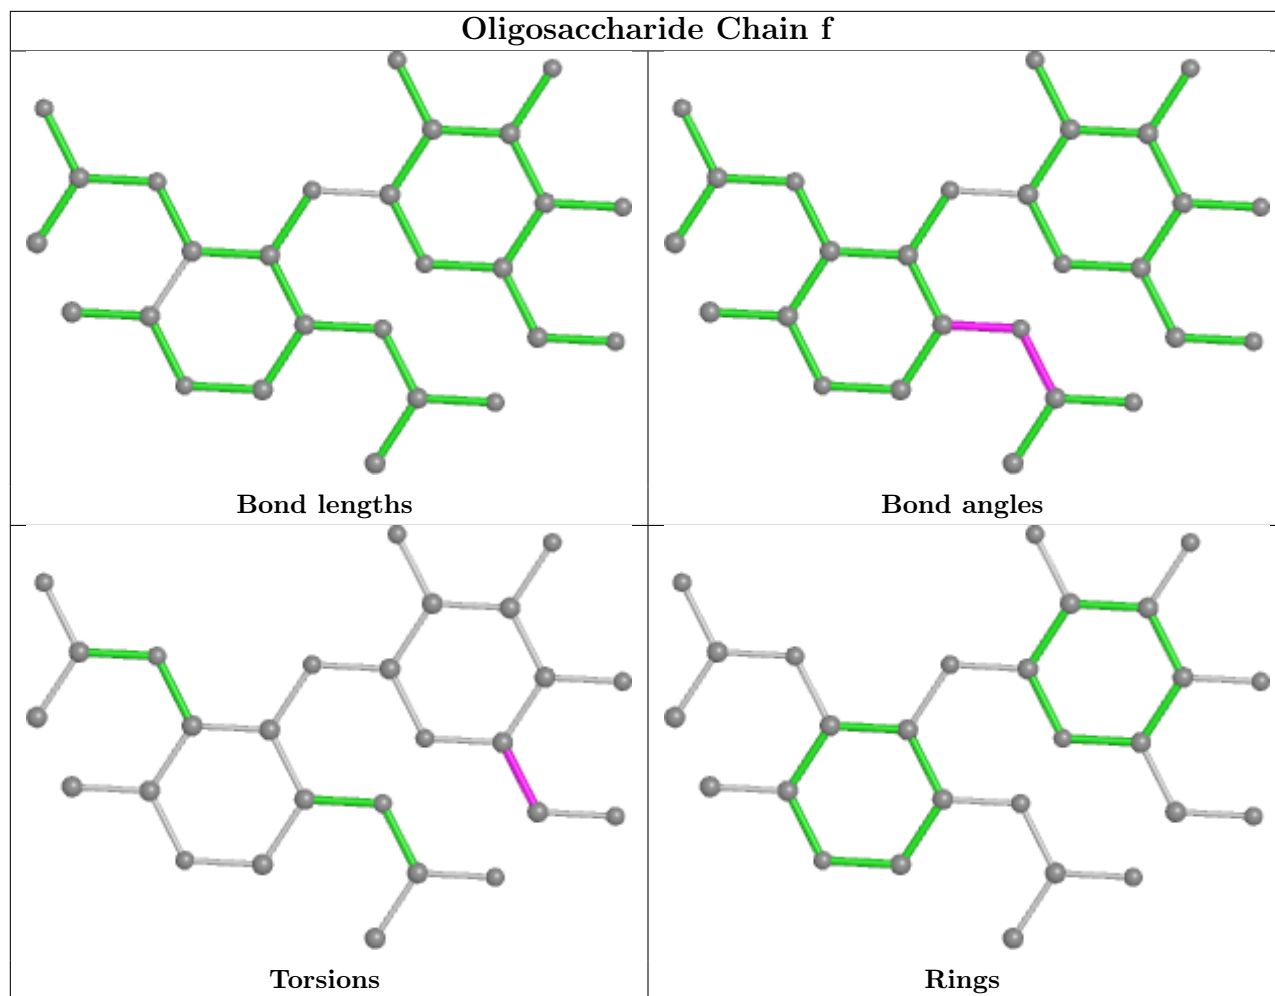 Oligosaccharide Chain f
Bond lengths
Bond angles
Torsions
Rings